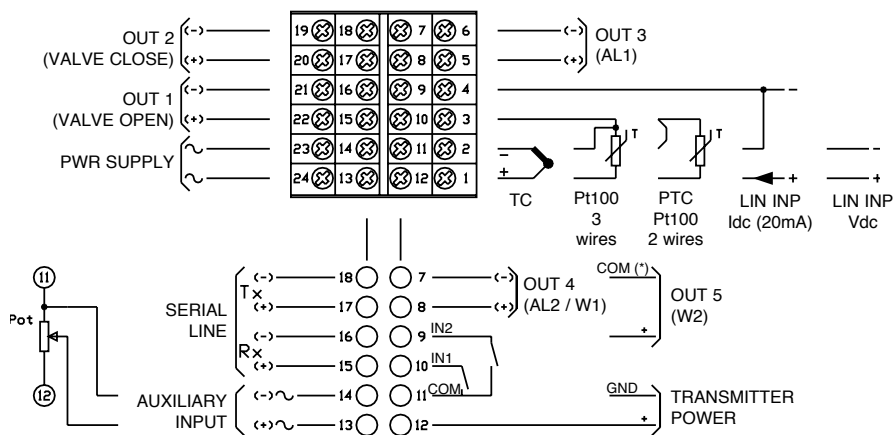 OUT 2
(VALVE CLOSE)
(-)
(+)
OUT 1
(VALVE OPEN)
(-)
(+)
PWR SUPPLY
19 18 7 6
20 17 8 5
21 16 9 4
22 15 10 3
23 14 11 2
24 13 12 1
(-)
(+)
OUT 3
(AL1)
-
+
TC
T
Pt100
3
wires
T
PTC
Pt100
2 wires
-
+
LIN INP
Idc (20mA)
-
+
LIN INP
Vdc
11
Pot
12
SERIAL
LINE
Tx
(-)
(+)
Rx
(-)
(+)
AUXILIARY
INPUT
(-)
(+)
18 7
17 8
16 9
15 10
14 11
13 12
(-)
(+)
OUT 4
(AL2 / W1)
IN2
IN1
COM
COM (*)
+
OUT 5
(W2)
GND
+
TRANSMITTER
POWER